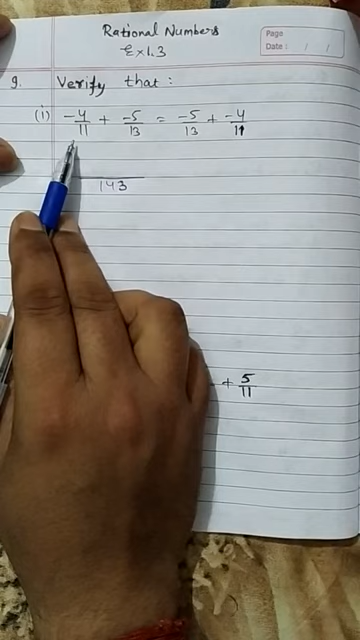 Rational Numbers
Ex 1.3
Page
Date: / /
9. Verify that :
(i) -4/11 + -5/13 = -5/13 + -4/11
143
+ 5/11